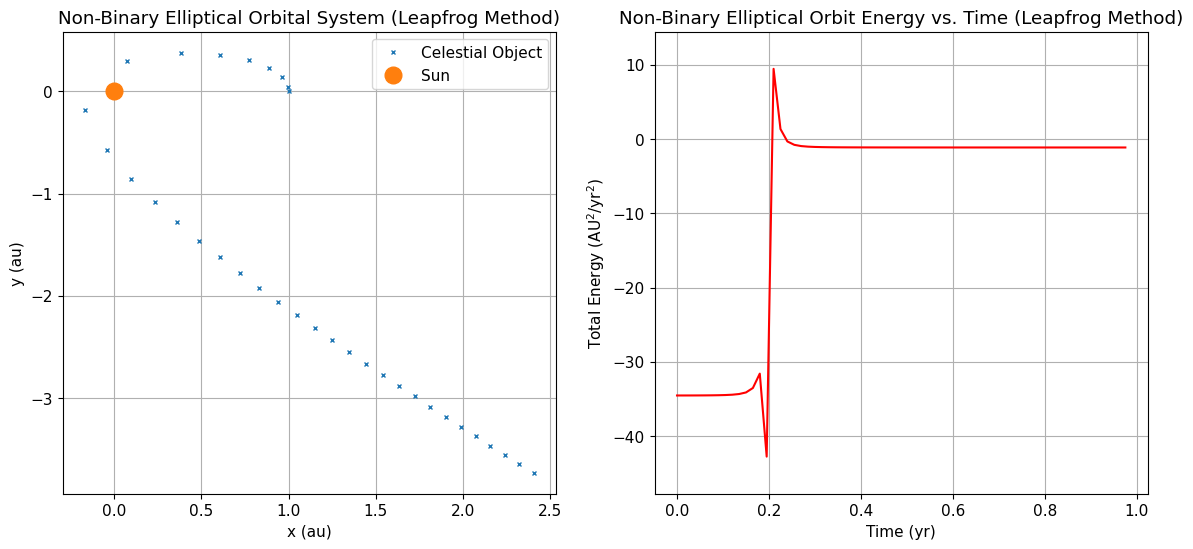 Non-Binary Elliptical Orbital System (Leapfrog Method)
Celestial Object
Sun
0
−1
−2
−3
y (au)
0.0 0.5 1.0 1.5 2.0 2.5
x (au)
Non-Binary Elliptical Orbit Energy vs. Time (Leapfrog Method)
10
0
−10
−20
−30
−40
Total Energy (AU²/yr²)
0.0 0.2 0.4 0.6 0.8 1.0
Time (yr)